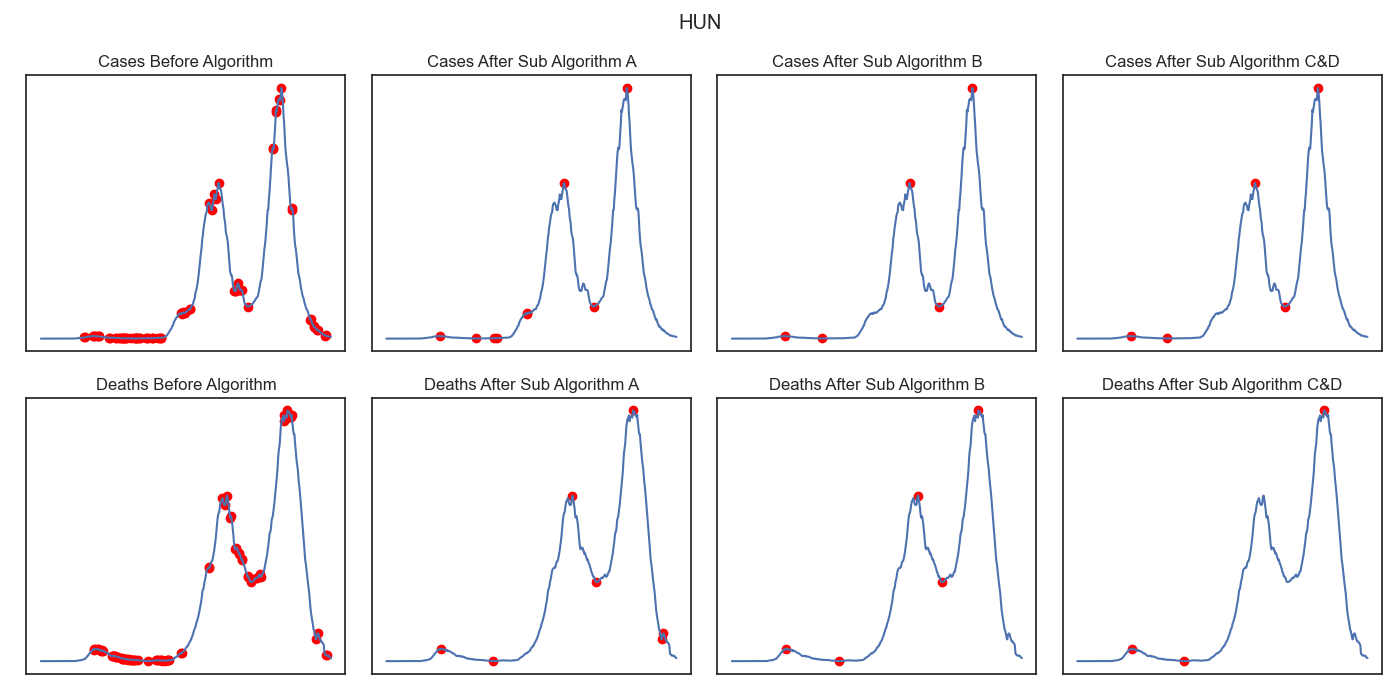 HUN
Cases Before Algorithm
Cases After Sub Algorithm A
Cases After Sub Algorithm B
Cases After Sub Algorithm C&D
Deaths Before Algorithm
Deaths After Sub Algorithm A
Deaths After Sub Algorithm B
Deaths After Sub Algorithm C&D